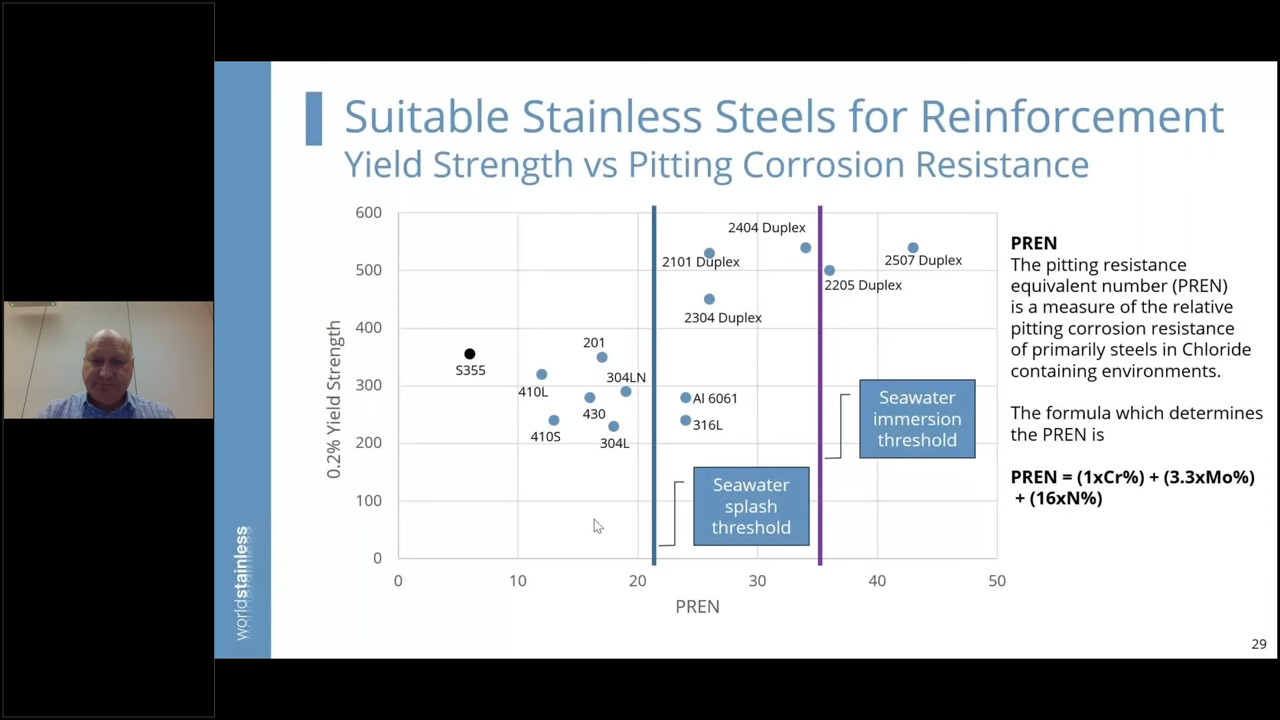 Suitable Stainless Steels for Reinforcement
Yield Strength vs Pitting Corrosion Resistance
600
500
400
300
200
100
0
0.2% Yield Strength
0
10
20
30
40
50
PREN
S355
410L
410S
201
304LN
430
304L
2404 Duplex
2101 Duplex
2304 Duplex
2507 Duplex
2205 Duplex
Al 6061
316L
Seawater
splash
threshold
Seawater
immersion
threshold
PREN
The pitting resistance
equivalent number (PREN)
is a measure of the relative
pitting corrosion resistance
of primarily steels in Chloride
containing environments.
The formula which determines
the PREN is
PREN = (1xCr%) + (3.3xMo%)
+ (16xN%)
worldstainless
29